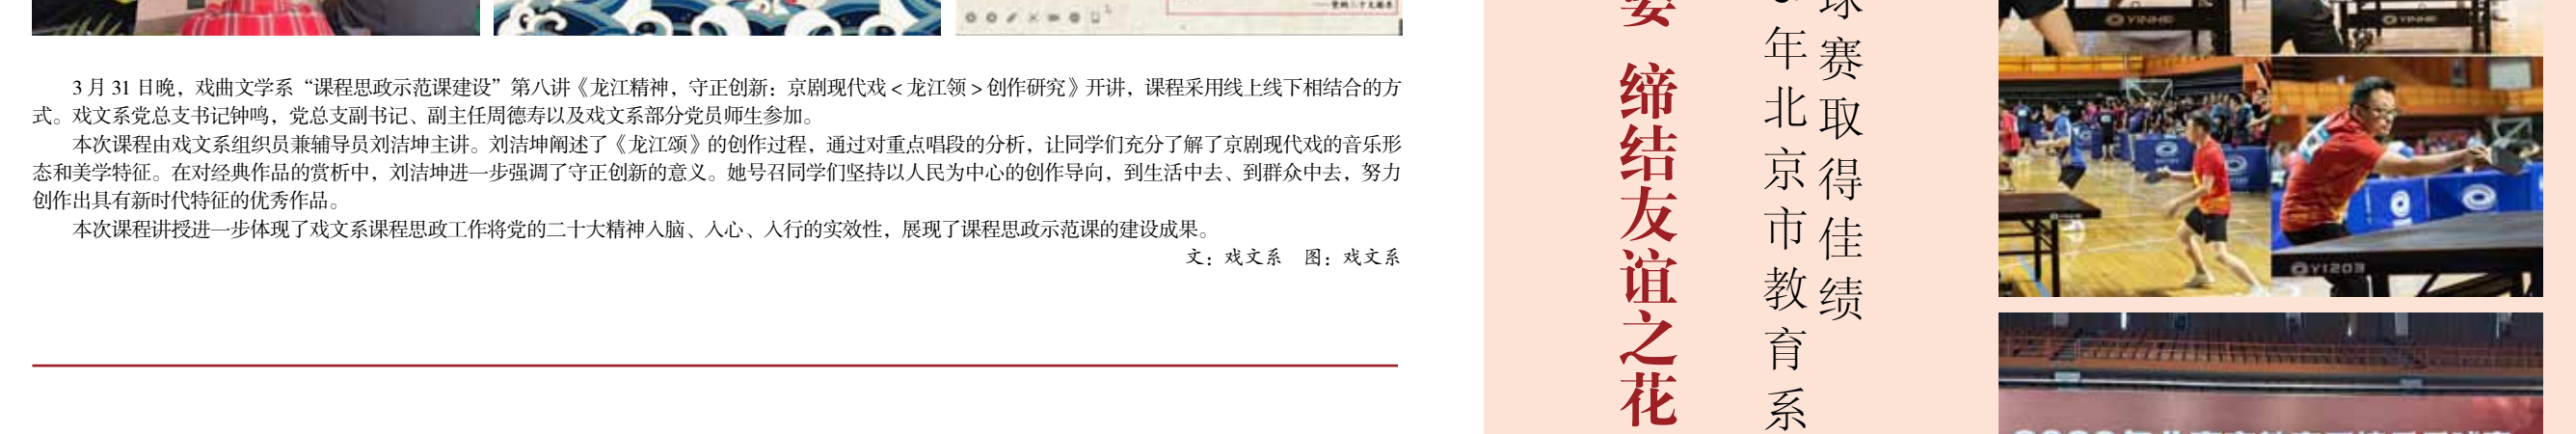 3 月 31 日晚，戏曲文学系“课程思政示范课建设”第八讲《龙江精神，守正创新：京剧现代戏 < 龙江领 > 创作研究》开讲，课程采用线上线下相结合的方
式。戏文系党总支书记钟鸣，党总支副书记、副主任周德寿以及戏文系部分党员师生参加。
本次课程由戏文系组织员兼辅导员刘洁坤主讲。刘洁坤阐述了《龙江颂》的创作过程，通过对重点唱段的分析，让同学们充分了解了京剧现代戏的音乐形
态和美学特征。在对经典作品的赏析中，刘洁坤进一步强调了守正创新的意义。她号召同学们坚持以人民为中心的创作导向，到生活中去、到群众中去，努力
创作出具有新时代特征的优秀作品。
本次课程讲授进一步体现了戏文系课程思政工作将党的二十大精神入脑、入心、入行的实效性，展现了课程思政示范课的建设成果。
文：戏文系　图：戏文系
缔结友谊之花
年北京市教育系
球赛取得佳绩
YINHE
YINHE